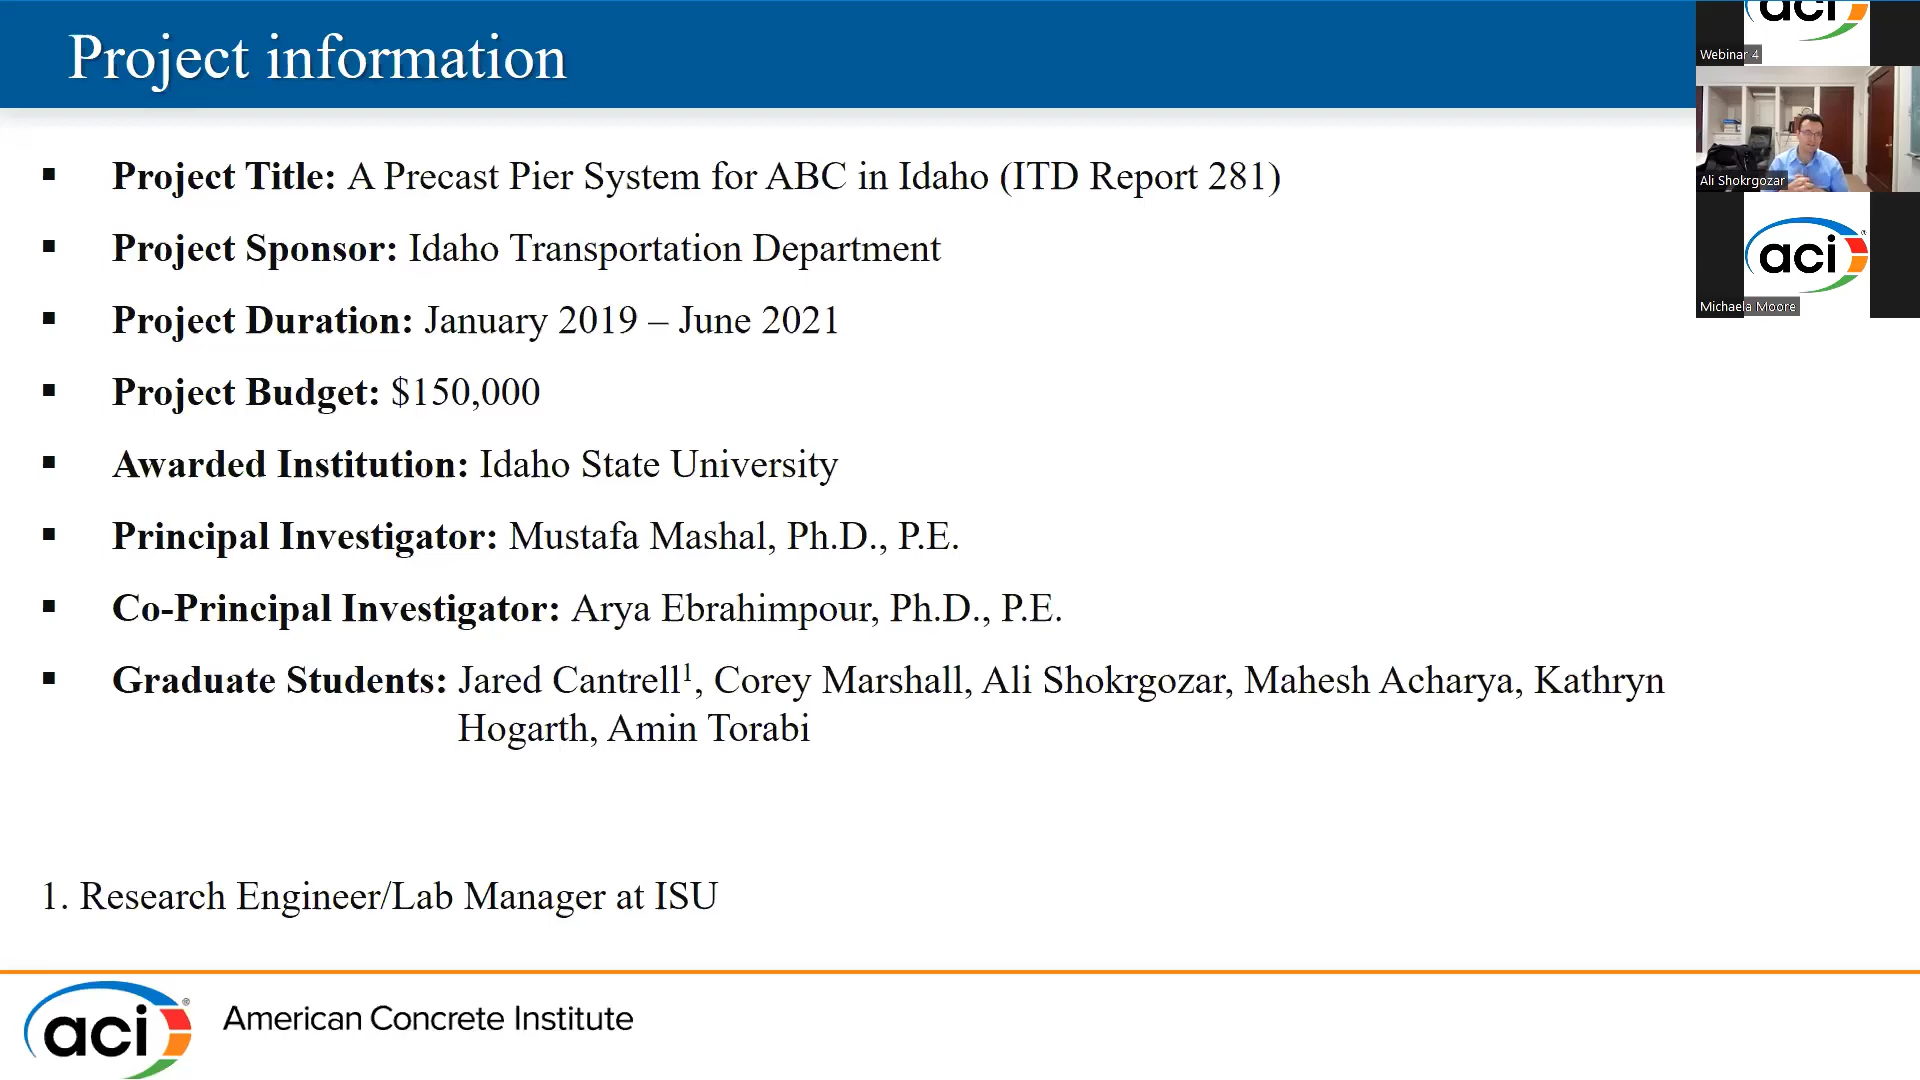 Project information
▪ Project Title: A Precast Pier System for ABC in Idaho (ITD Report 281)
▪ Project Sponsor: Idaho Transportation Department
▪ Project Duration: January 2019 – June 2021
▪ Project Budget: $150,000
▪ Awarded Institution: Idaho State University
▪ Principal Investigator: Mustafa Mashal, Ph.D., P.E.
▪ Co-Principal Investigator: Arya Ebrahimpour, Ph.D., P.E.
▪ Graduate Students: Jared Cantrell¹, Corey Marshall, Ali Shokrgozar, Mahesh Acharya, Kathryn
Hogarth, Amin Torabi
1. Research Engineer/Lab Manager at ISU
aci®
American Concrete Institute
aci
Webinar 4
Ali Shokrgozar
aci®
Michaela Moore